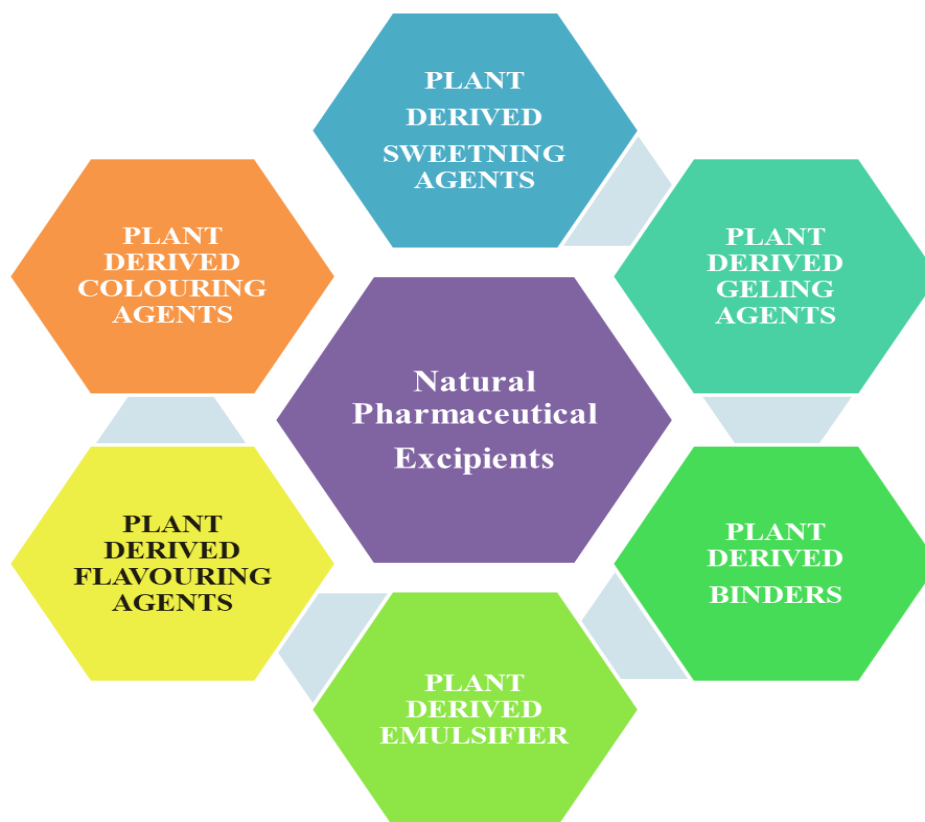 PLANT
DERIVED
SWEETNING
AGENTS
PLANT
DERIVED
COLOURING
AGENTS
PLANT
DERIVED
GELING
AGENTS
Natural
Pharmaceutical
Excipients
PLANT
DERIVED
FLAVOURING
AGENTS
PLANT
DERIVED
BINDERS
PLANT
DERIVED
EMULSIFIER